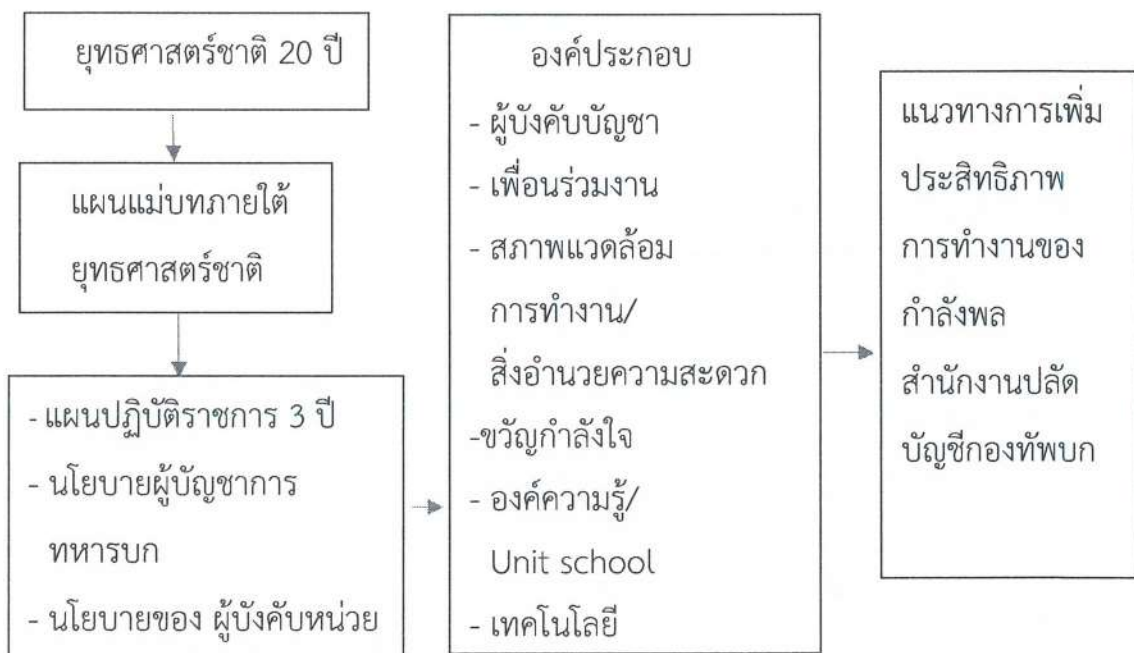 ยุทธศาสตร์ชาติ 20 ปี
แผนแม่บทภายใต้
ยุทธศาสตร์ชาติ
- แผนปฏิบัติราชการ 3 ปี
- นโยบายผู้บัญชาการ
ทหารบก
- นโยบายของ ผู้บังคับหน่วย
องค์ประกอบ
- ผู้บังคับบัญชา
- เพื่อนร่วมงาน
- สภาพแวดล้อม
การทำงาน/
สิ่งอำนวยความสะดวก
-ขวัญกำลังใจ
- องค์ความรู้/
Unit school
- เทคโนโลยี
แนวทางการเพิ่ม
ประสิทธิภาพ
การทำงานของ
กำลังพล
สำนักงานปลัด
บัญชีกองทัพบก